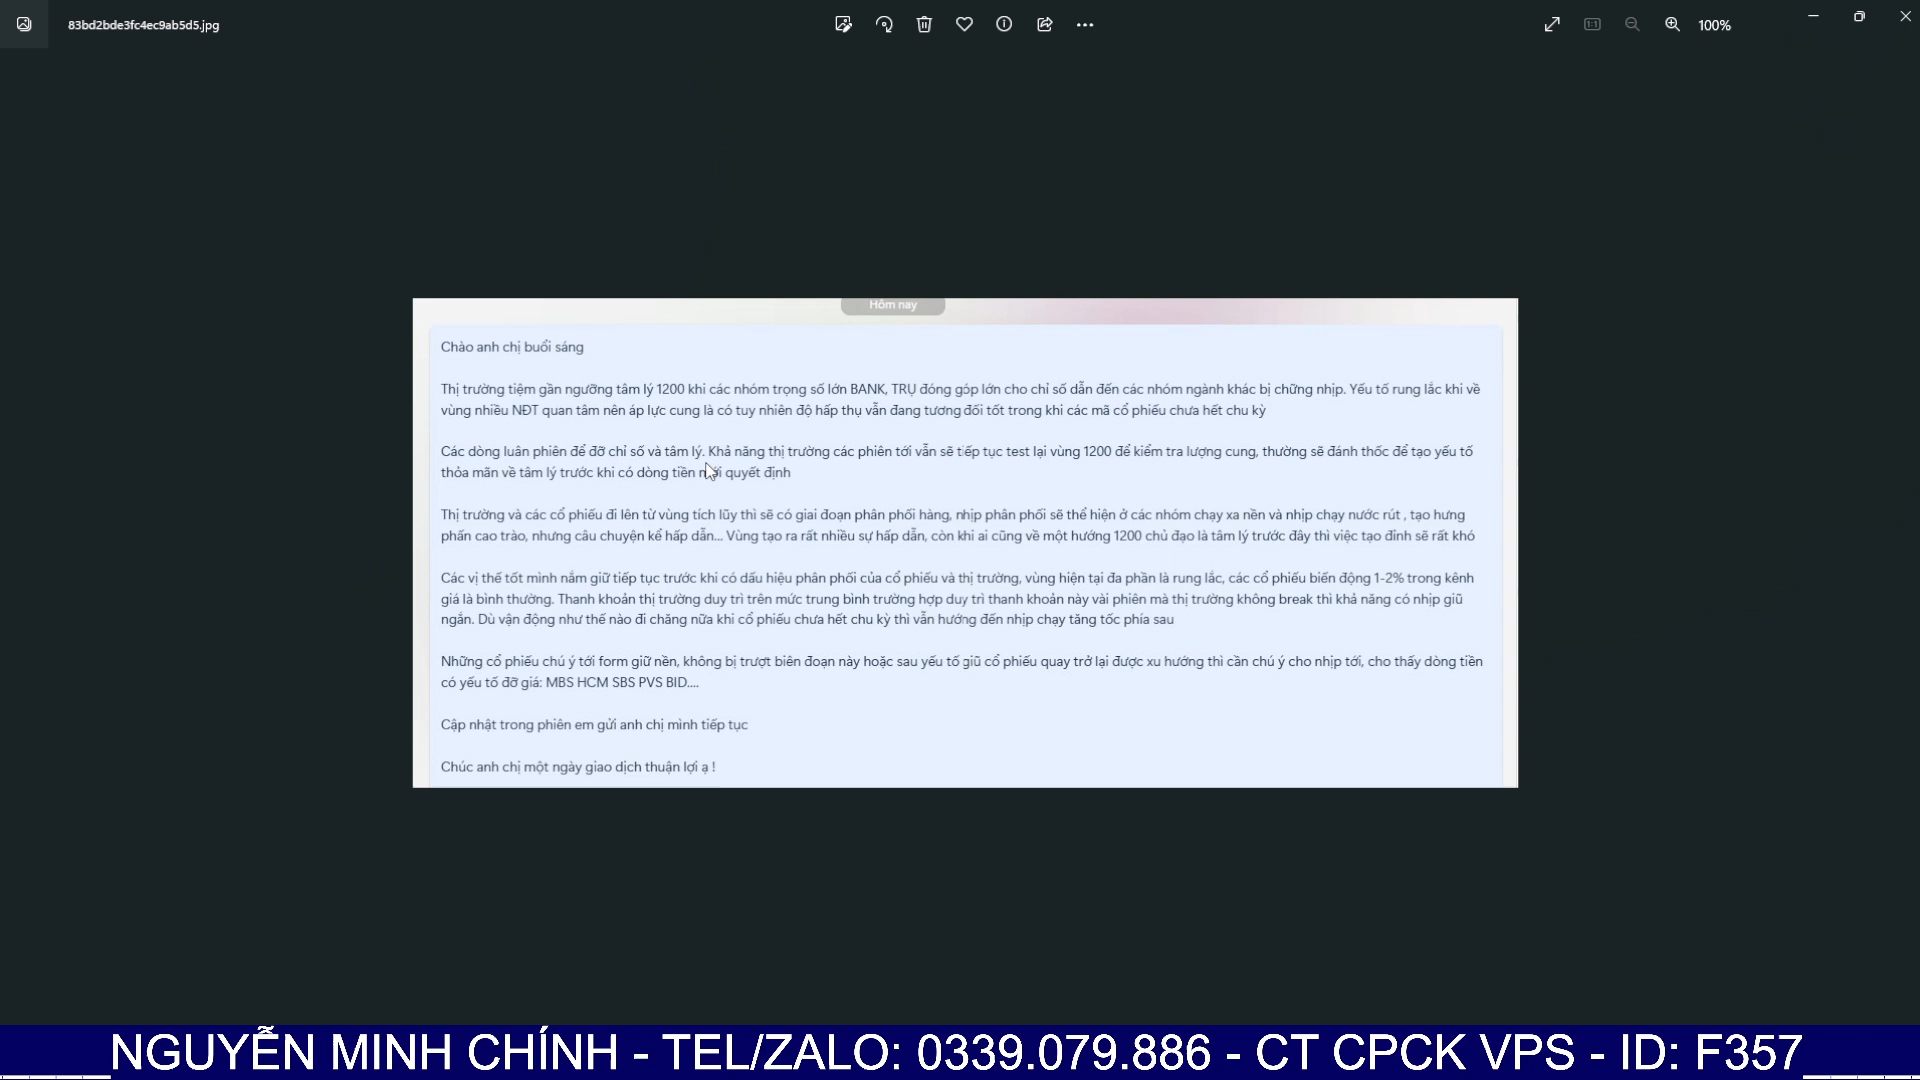 83bd2bde3fc4ec9ab5d5.jpg
100%
Hôm nay
Chào anh chị buổi sáng
Thị trường tiệm gần ngưỡng tâm lý 1200 khi các nhóm trọng số lớn BANK, TRỤ đóng góp lớn cho chỉ số dẫn đến các nhóm ngành khác bị chững nhịp. Yếu tố rung lắc khi về
vùng nhiều NĐT quan tâm nên áp lực cung là có tuy nhiên độ hấp thụ vẫn đang tương đối tốt trong khi các mã cổ phiếu chưa hết chu kỳ
Các dòng luân phiên để đỡ chỉ số và tâm lý. Khả năng thị trường các phiên tới vẫn sẽ tiếp tục test lại vùng 1200 để kiểm tra lượng cung, thường sẽ đánh thốc để tạo yếu tố
thỏa mãn về tâm lý trước khi có dòng tiền mới quyết định
Thị trường và các cổ phiếu đi lên từ vùng tích lũy thì sẽ có giai đoạn phân phối hàng, nhịp phân phối sẽ thể hiện ở các nhóm chạy xa nền và nhịp chạy nước rút , tạo hưng
phấn cao trào, nhưng câu chuyện kể hấp dẫn... Vùng tạo ra rất nhiều sự hấp dẫn, còn khi ai cũng về một hướng 1200 chủ đạo là tâm lý trước đây thì việc tạo đỉnh sẽ rất khó
Các vị thế tốt mình nắm giữ tiếp tục trước khi có dấu hiệu phân phối của cổ phiếu và thị trường, vùng hiện tại đa phần là rung lắc, các cổ phiếu biến động 1-2% trong kênh
giá là bình thường. Thanh khoản thị trường duy trì trên mức trung bình trường hợp duy trì thanh khoản này vài phiên mà thị trường không break thì khả năng có nhịp giũ
ngắn. Dù vận động như thế nào đi chăng nữa khi cổ phiếu chưa hết chu kỳ thì vẫn hướng đến nhịp chạy tăng tốc phía sau
Những cổ phiếu chú ý tới form giữ nền, không bị trượt biên đoạn này hoặc sau yếu tố giũ cổ phiếu quay trở lại được xu hướng thì cần chú ý cho nhịp tới, cho thấy dòng tiền
có yếu tố đỡ giá: MBS HCM SBS PVS BID....
Cập nhật trong phiên em gửi anh chị mình tiếp tục
Chúc anh chị một ngày giao dịch thuận lợi ạ !
____NGUYỄN MINH CHÍNH - TEL/ZALO: 0339.079.886 - CT CPCK VPS - ID: F357____